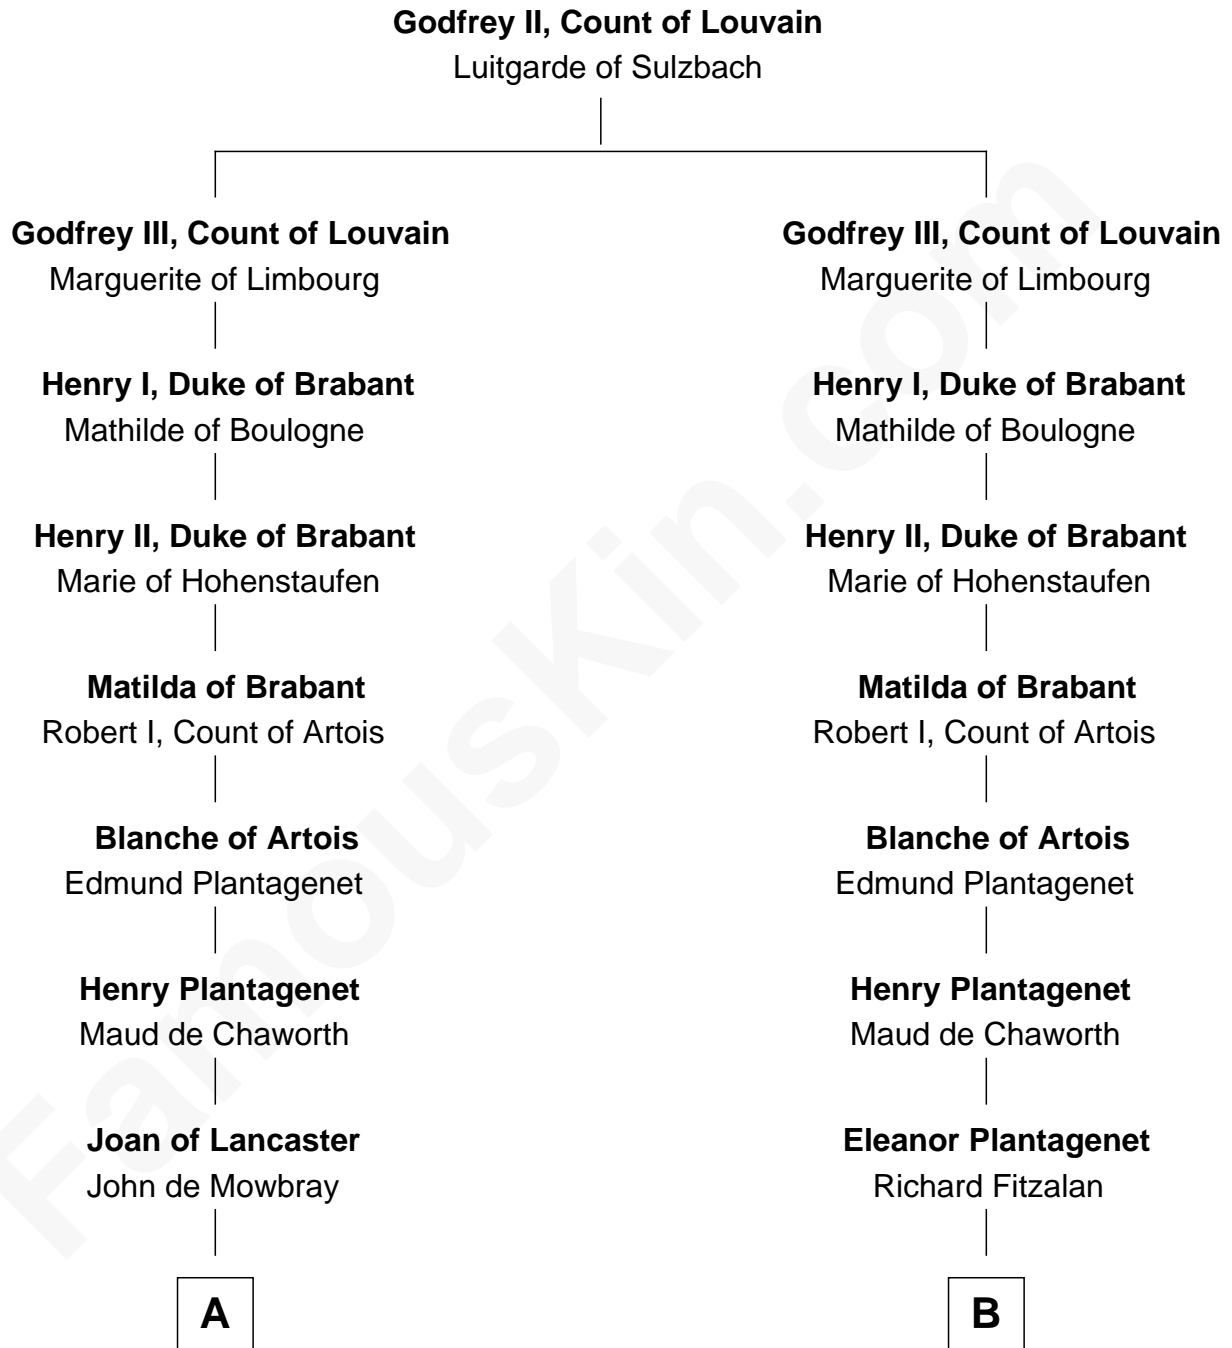 Godfrey II, Count of Louvain
Luitgarde of Sulzbach
Godfrey III, Count of Louvain
Marguerite of Limbourg
Henry I, Duke of Brabant
Mathilde of Boulogne
Henry II, Duke of Brabant
Marie of Hohenstaufen
Matilda of Brabant
Robert I, Count of Artois
Blanche of Artois
Edmund Plantagenet
Henry Plantagenet
Maud de Chaworth
Joan of Lancaster
John de Mowbray
A
Godfrey III, Count of Louvain
Marguerite of Limbourg
Henry I, Duke of Brabant
Mathilde of Boulogne
Henry II, Duke of Brabant
Marie of Hohenstaufen
Matilda of Brabant
Robert I, Count of Artois
Blanche of Artois
Edmund Plantagenet
Henry Plantagenet
Maud de Chaworth
Eleanor Plantagenet
Richard Fitzalan
B
FamousKin.com